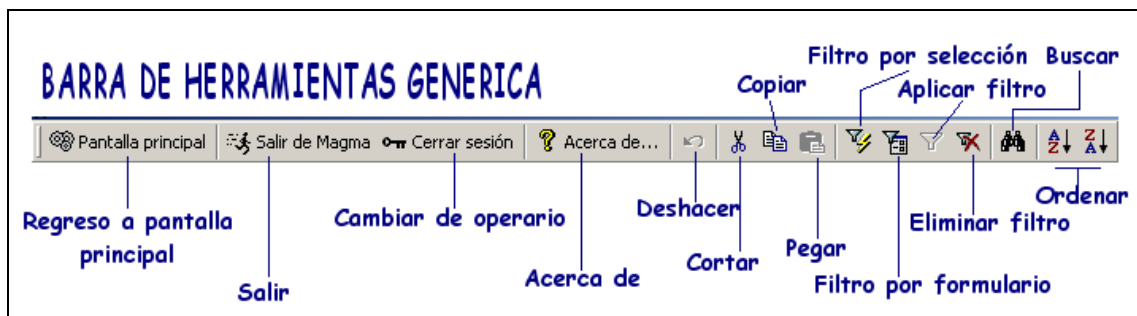 Filtro por selección Buscar
BARRA DE HERRAMIENTAS GENERICA
Copiar
Aplicar filtro
Pantalla principal Salir de Magma Cerrar sesión ? Acerca de... A Z Z A
Regreso a pantalla
principal
Salir
Cambiar de operario
Acerca de
Deshacer
Cortar
Pegar
Filtro por formulario
Eliminar filtro
Ordenar